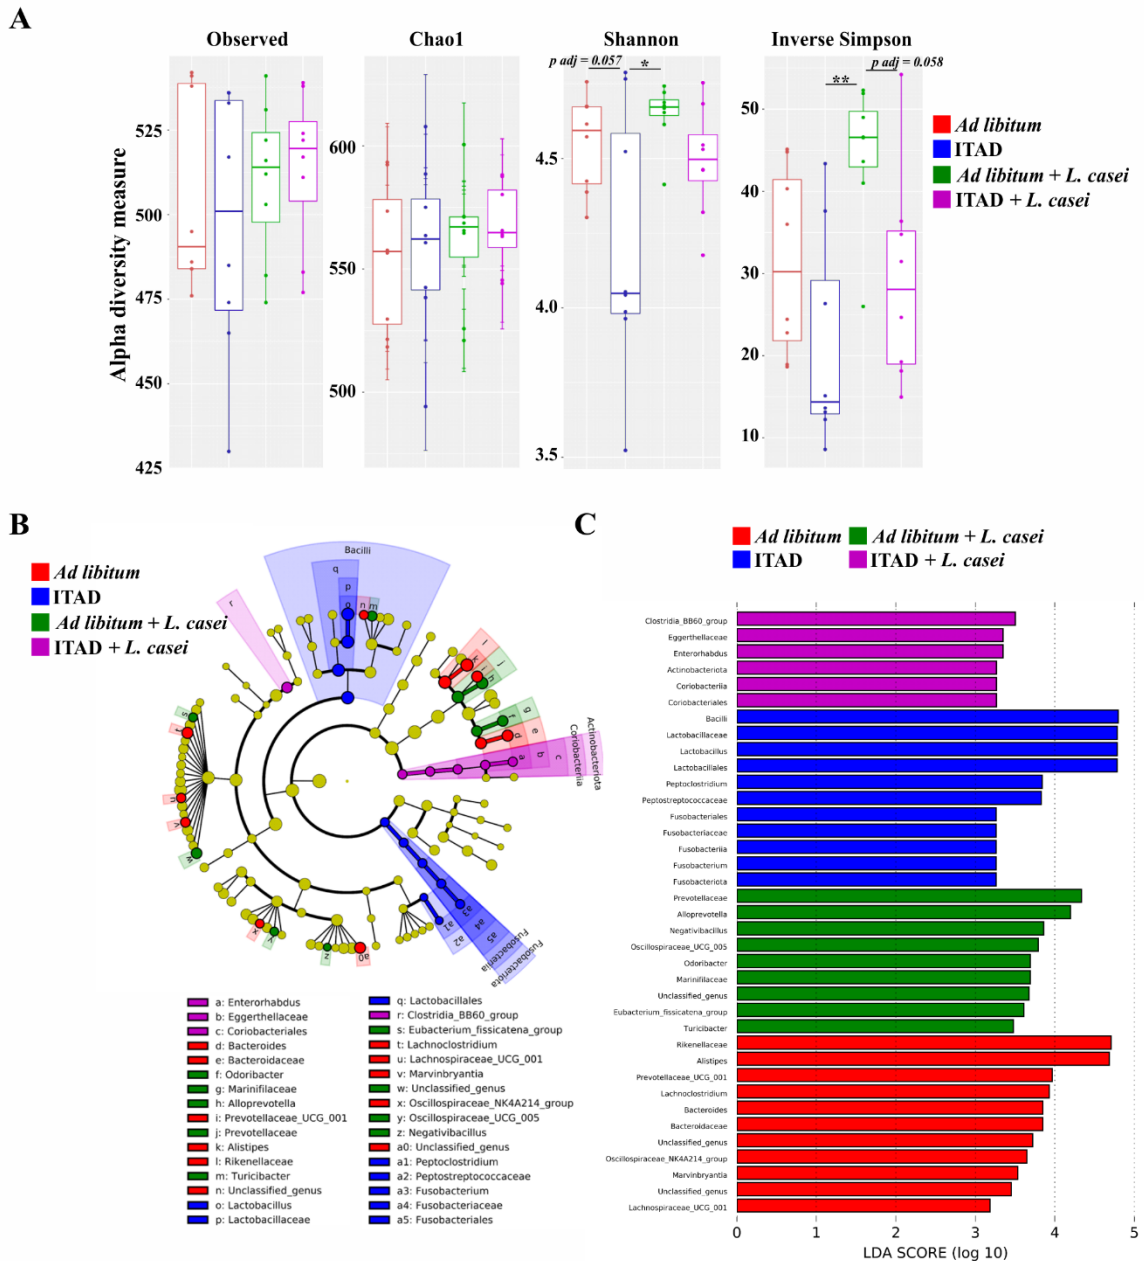 A
Observed
Chao1
Shannon
Inverse Simpson
p adj = 0.057
*
**
p adj = 0.058
Alpha diversity measure
525
500
475
450
425
600
550
500
4.5
4.0
3.5
50
40
30
20
10
Ad libitum
ITAD
Ad libitum + L. casei
ITAD + L. casei
B
Ad libitum
ITAD
Ad libitum + L. casei
ITAD + L. casei
Bacilli
q
p
o
n
m
r
l
k
j
i
h
g
f
e
d
a
b
c
Coriobacteriia
Actinobacteriota
s
t
u
v
w
x
y
z
a0
a1
a2
a3
a4
a5
Fusobacteriia
Fusobacteriota
a: Enterorhabdus
b: Eggerthellaceae
c: Coriobacteriales
d: Bacteroides
e: Bacteroidaceae
f: Odoribacter
g: Marinifilaceae
h: Alloprevotella
i: Prevotellaceae_UCG_001
j: Prevotellaceae
k: Alistipes
l: Rikenellaceae
m: Turicibacter
n: Unclassified_genus
o: Lactobacillus
p: Lactobacillaceae
q: Lactobacillales
r: Clostridia_BB60_group
s: Eubacterium_fissicatena_group
t: Lachnoclostridium
u: Lachnospiraceae_UCG_001
v: Marvinbryantia
w: Unclassified_genus
x: Oscillospiraceae_NK4A214_group
y: Oscillospiraceae_UCG_005
z: Negativibacillus
a0: Unclassified_genus
a1: Peptoclostridium
a2: Peptostreptococcaceae
a3: Fusobacterium
a4: Fusobacteriaceae
a5: Fusobacteriales
C
Ad libitum
ITAD
Ad libitum + L. casei
ITAD + L. casei
Clostridia_BB60_group
Eggerthellaceae
Enterorhabdus
Actinobacteriota
Coriobacteriia
Coriobacteriales
Bacilli
Lactobacillaceae
Lactobacillus
Lactobacillales
Peptoclostridium
Peptostreptococcaceae
Fusobacteriales
Fusobacteriaceae
Fusobacteriia
Fusobacterium
Fusobacteriota
Prevotellaceae
Alloprevotella
Negativibacillus
Oscillospiraceae_UCG_005
Odoribacter
Marinifilaceae
Unclassified_genus
Eubacterium_fissicatena_group
Turicibacter
Rikenellaceae
Alistipes
Prevotellaceae_UCG_001
Lachnoclostridium
Bacteroides
Bacteroidaceae
Unclassified_genus
Oscillospiraceae_NK4A214_group
Marvinbryantia
Unclassified_genus
Lachnospiraceae_UCG_001
0 1 2 3 4 5
LDA SCORE (log 10)